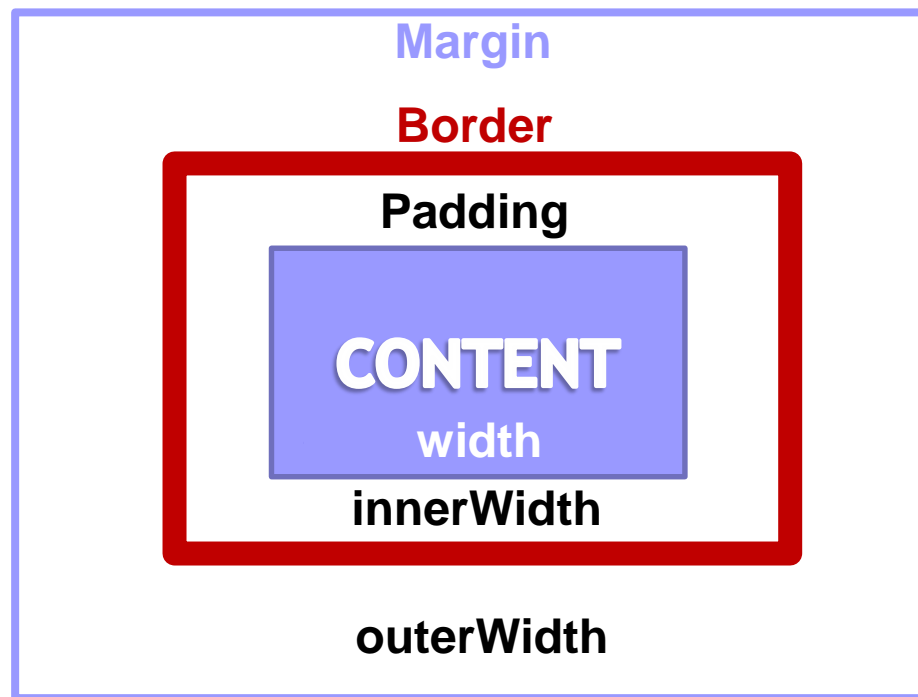 Margin
Border
Padding
CONTENT
width
innerWidth
outerWidth